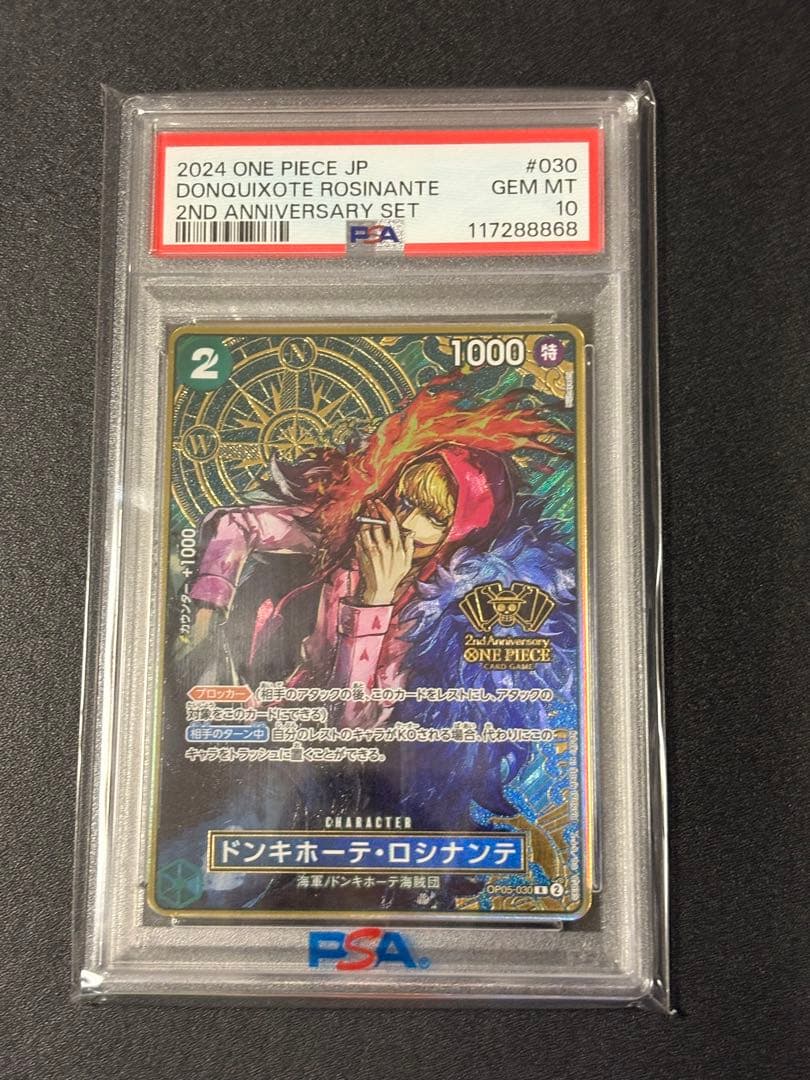 2024 ONE PIECE JP #030
DONQUIXOTE ROSINANTE GEM MT
2ND ANNIVERSARY SET 10
PSA 117288868
2 1000 特
N
W
カウンター +1000
2nd Anniversary
ONE PIECE
CARD GAME
ブロッカー (相手のアタックの後、このカードをレストにし、アタックの
対象をこのカードにできる)
相手のターン中 自分のレストのキャラがKOされる場合、代わりにこの
キャラをトラッシュに置くことができる。
CHARACTER
ドンキホーテ・ロシナンテ
海軍/ドンキホーテ海賊団
OP05-030 R 2
PSA